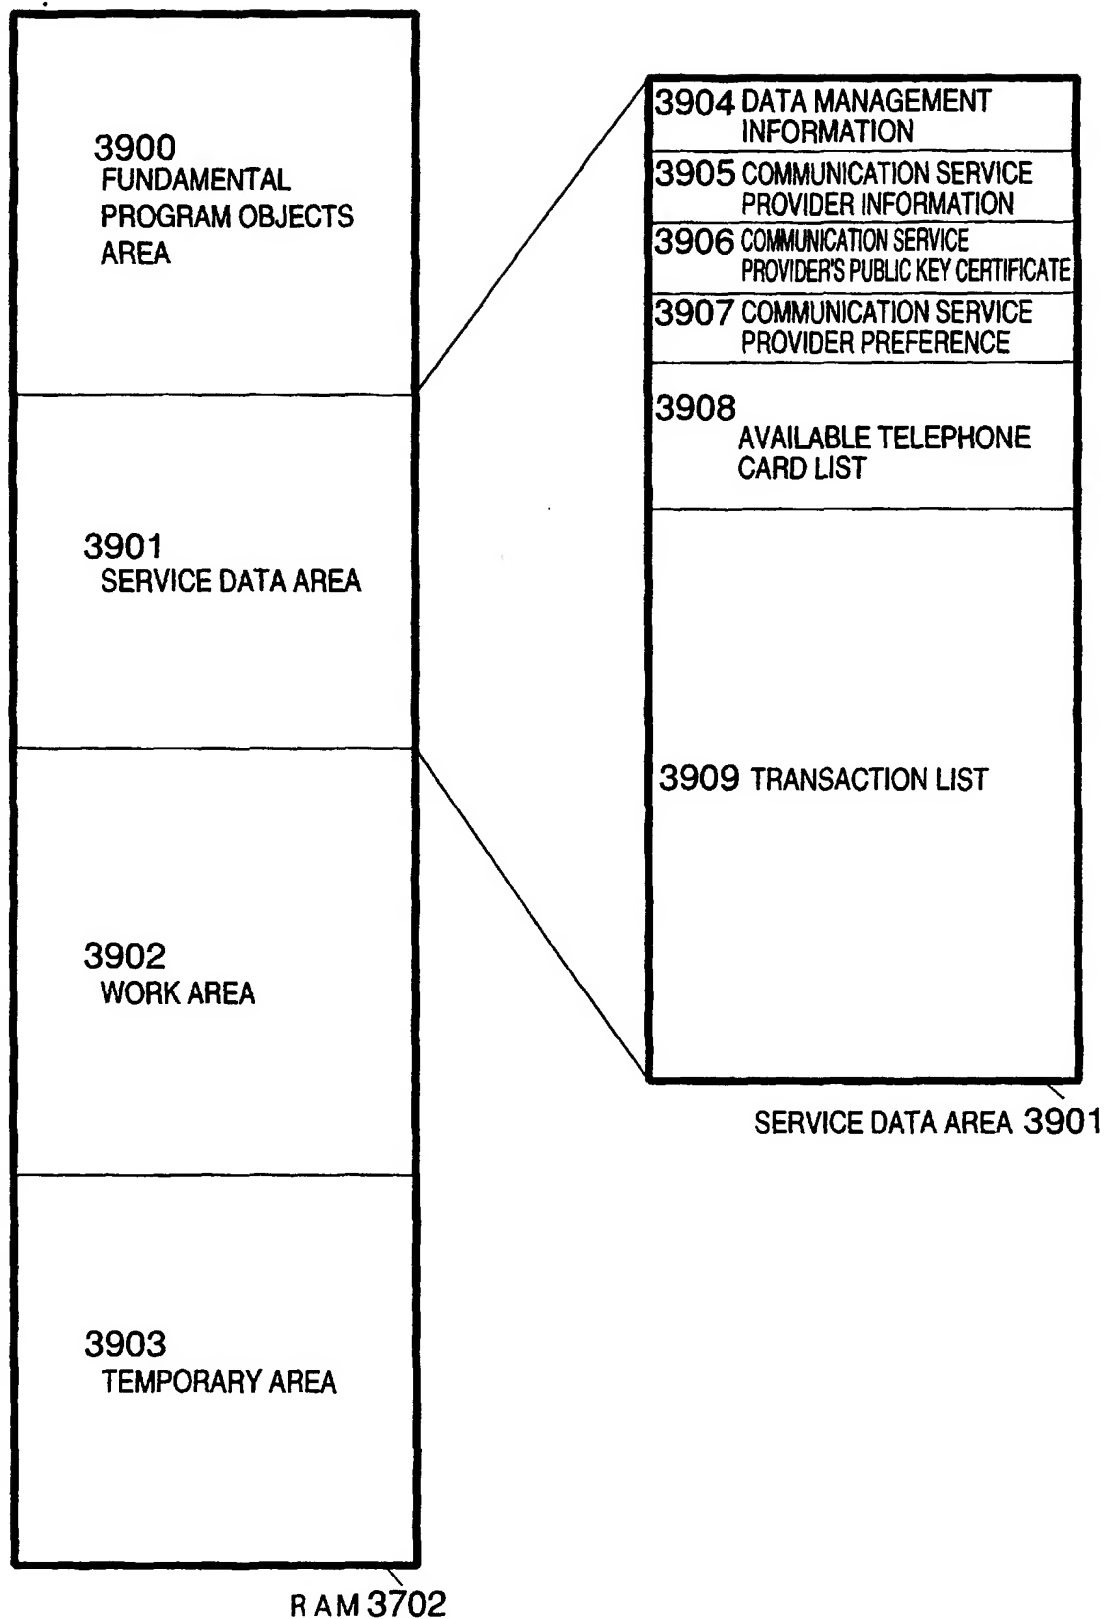 3900
FUNDAMENTAL
PROGRAM OBJECTS
AREA
3901
SERVICE DATA AREA
3902
WORK AREA
3903
TEMPORARY AREA
RAM 3702
3904 DATA MANAGEMENT
INFORMATION
3905 COMMUNICATION SERVICE
PROVIDER INFORMATION
3906 COMMUNICATION SERVICE
PROVIDER'S PUBLIC KEY CERTIFICATE
3907 COMMUNICATION SERVICE
PROVIDER PREFERENCE
3908
AVAILABLE TELEPHONE
CARD LIST
3909 TRANSACTION LIST
SERVICE DATA AREA 3901